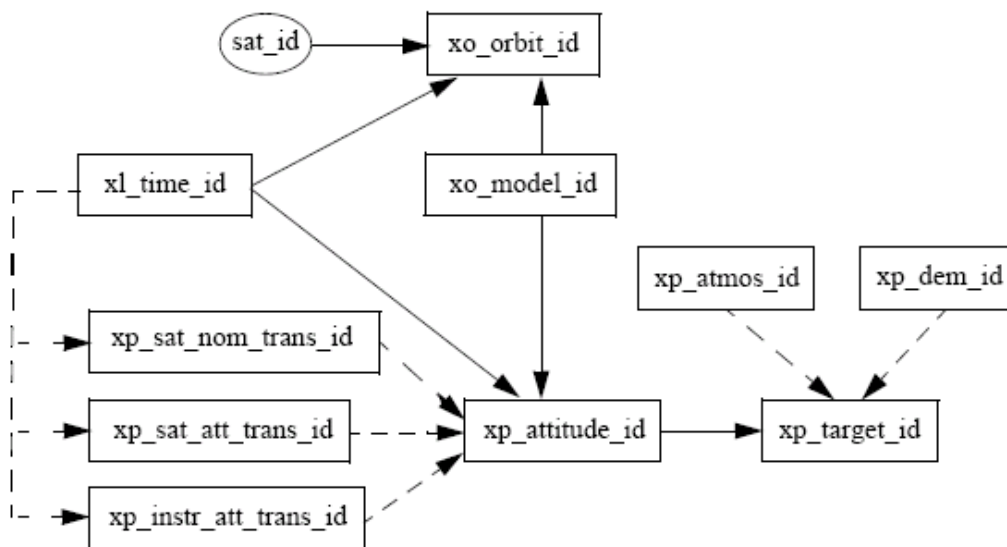 sat_id
xo_orbit_id
xl_time_id
xo_model_id
xp_atmos_id
xp_dem_id
xp_sat_nom_trans_id
xp_sat_att_trans_id
xp_attitude_id
xp_target_id
xp_instr_att_trans_id